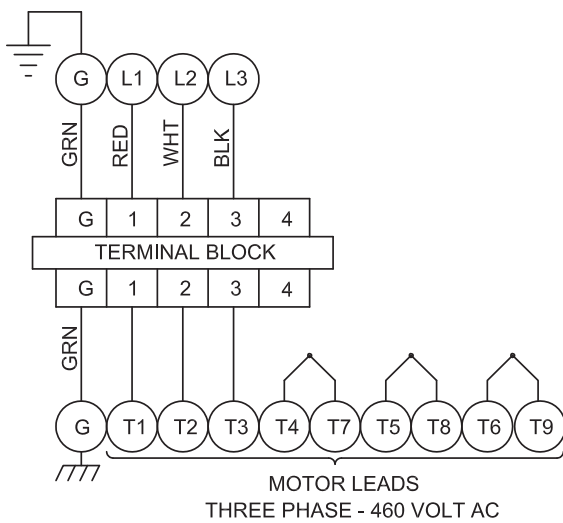 G L1 L2 L3
GRN RED WHT BLK
G 1 2 3 4
TERMINAL BLOCK
G 1 2 3 4
GRN
G T1 T2 T3 T4 T7 T5 T8 T6 T9
MOTOR LEADS
THREE PHASE - 460 VOLT AC